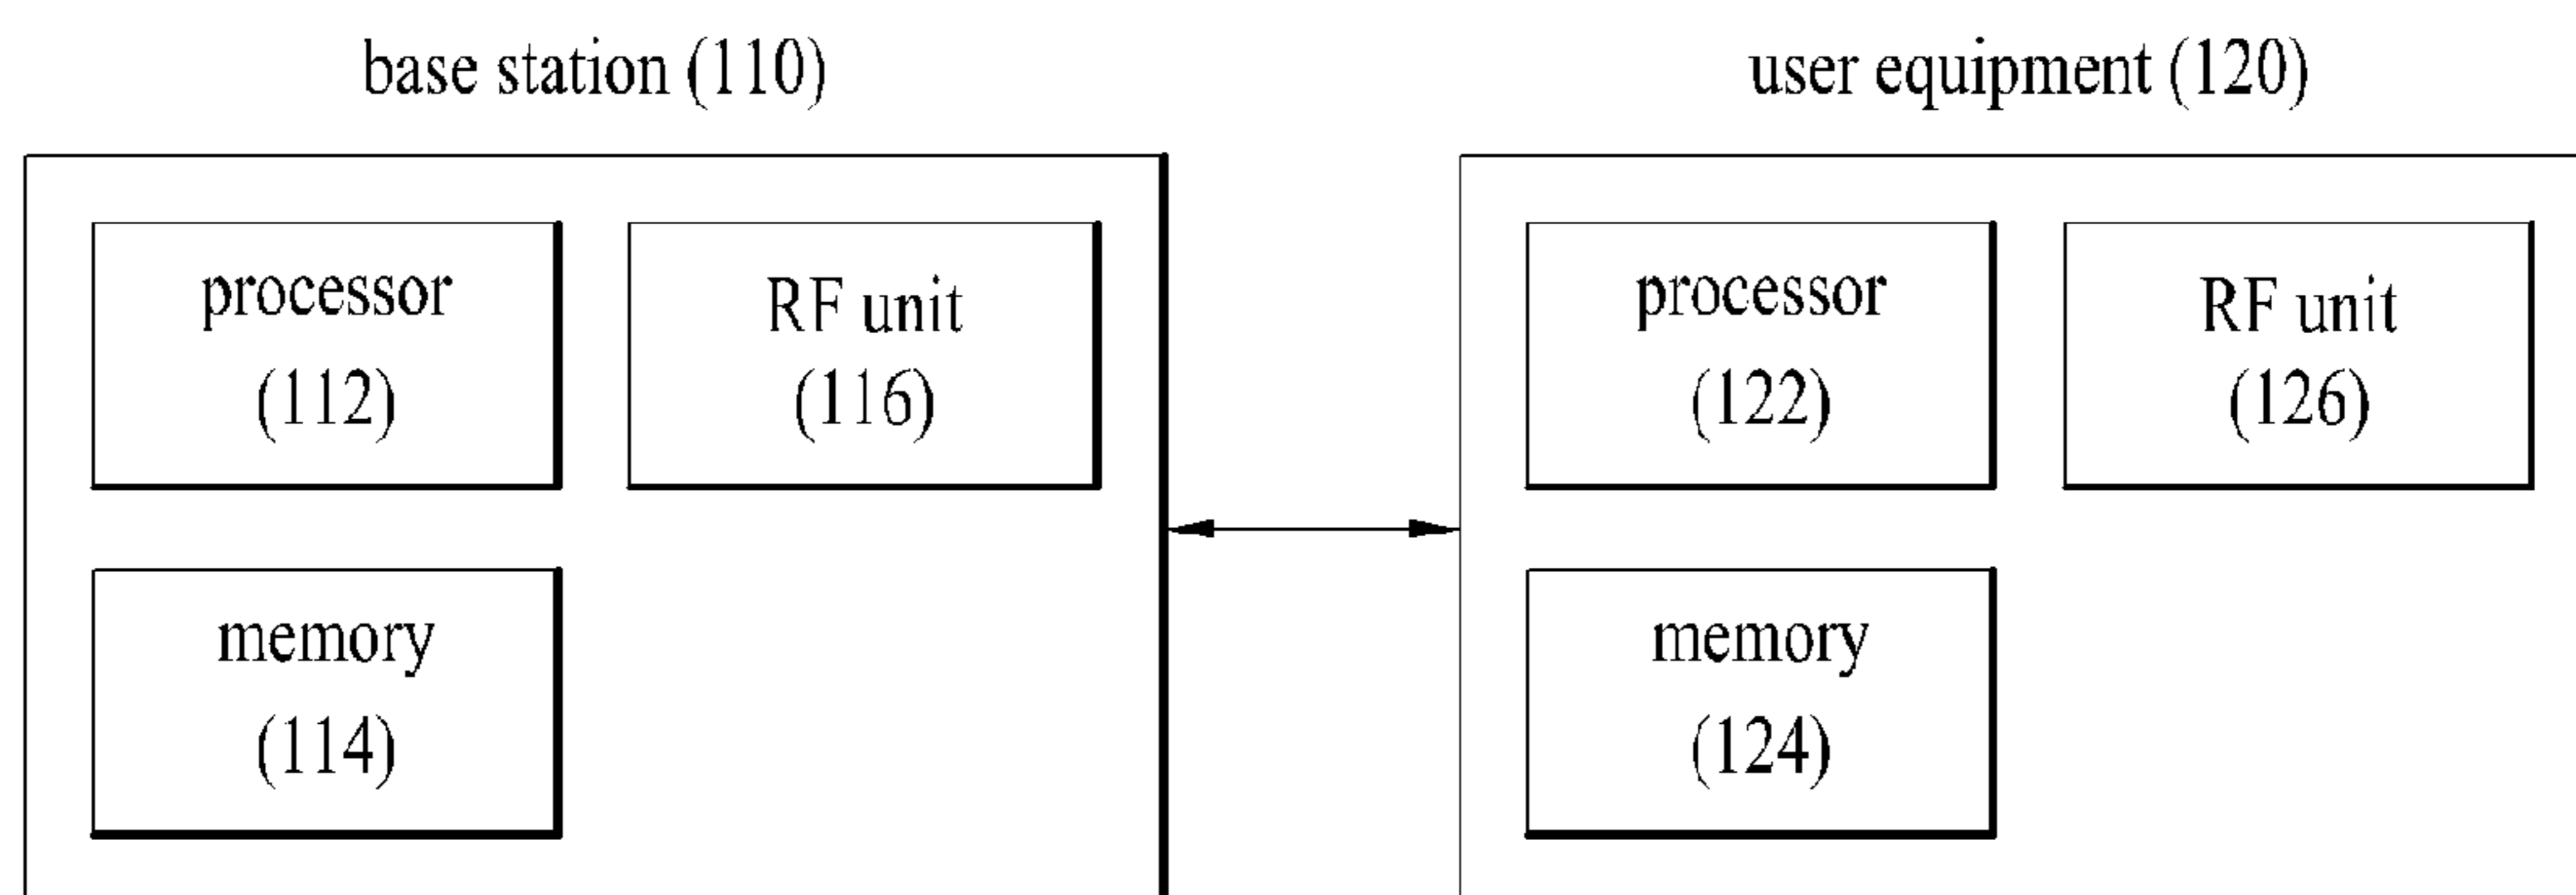 base station (110)
user equipment (120)
processor
(112)
RF unit
(116)
processor
(122)
RF unit
(126)
memory
(114)
memory
(124)